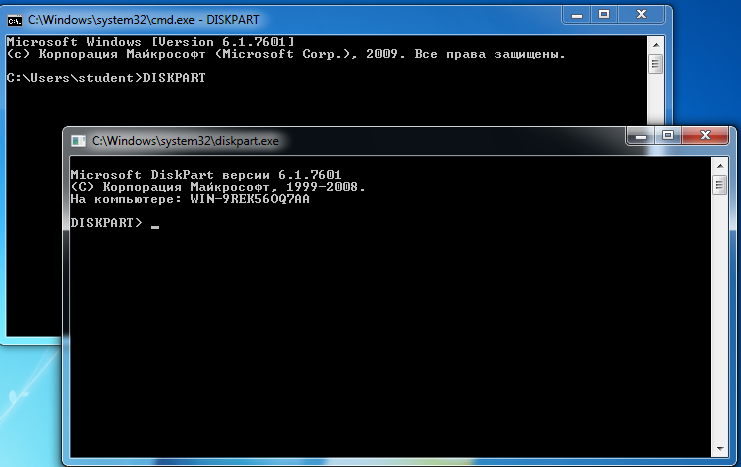 C:\Windows\system32\cmd.exe - DISKPART
Microsoft Windows [Version 6.1.7601]
(c) Корпорация Майкрософт (Microsoft Corp.), 2009. Все права защищены.
C:\Users\student>DISKPART
C:\Windows\system32\diskpart.exe
Microsoft DiskPart версии 6.1.7601
(C) Корпорация Майкрософт, 1999-2008.
На компьютере: WIN-9REK56OQ7AA
DISKPART>